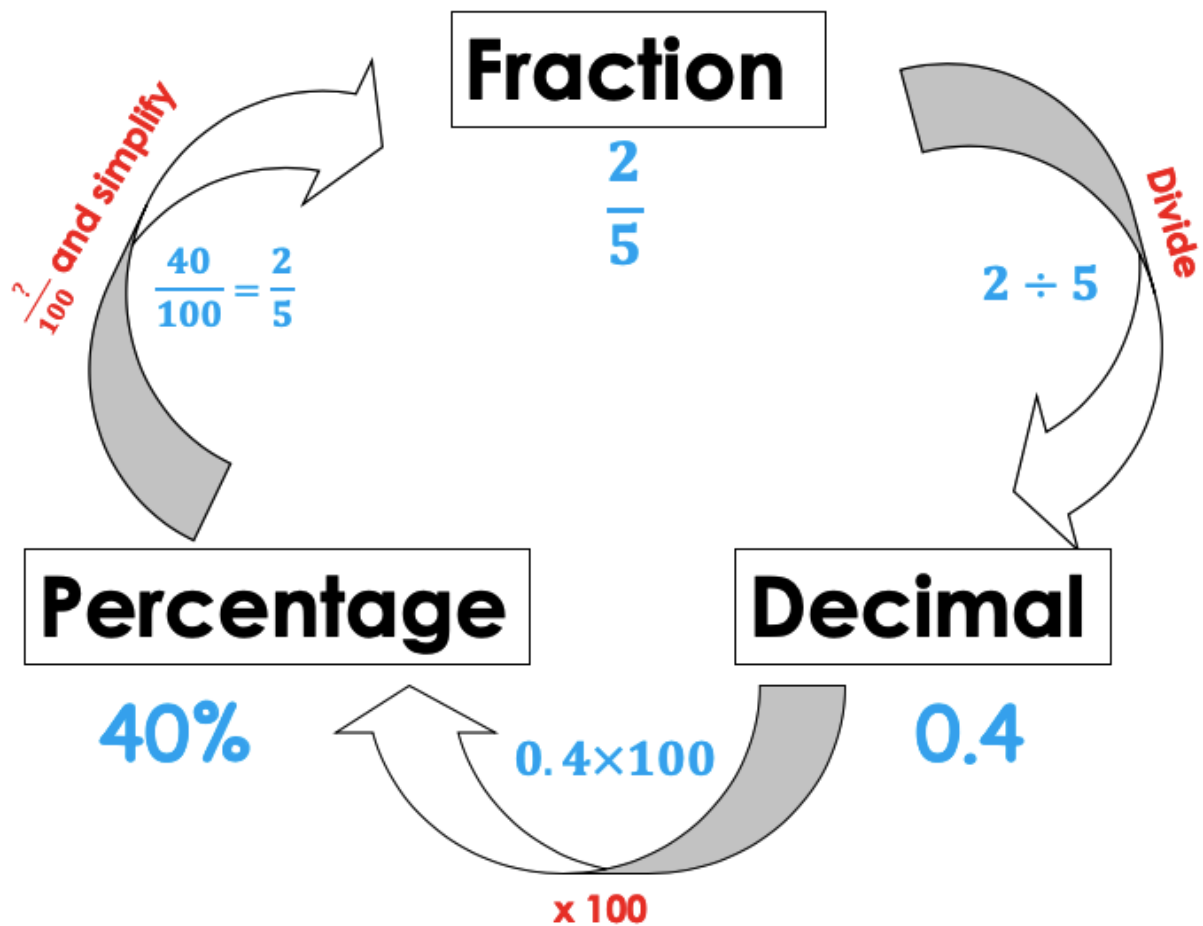 Fraction
2
5
Divide
2 ÷ 5
? / 100 and simplify
40 / 100 = 2 / 5
Percentage
Decimal
40%
0.4×100
0.4
x 100